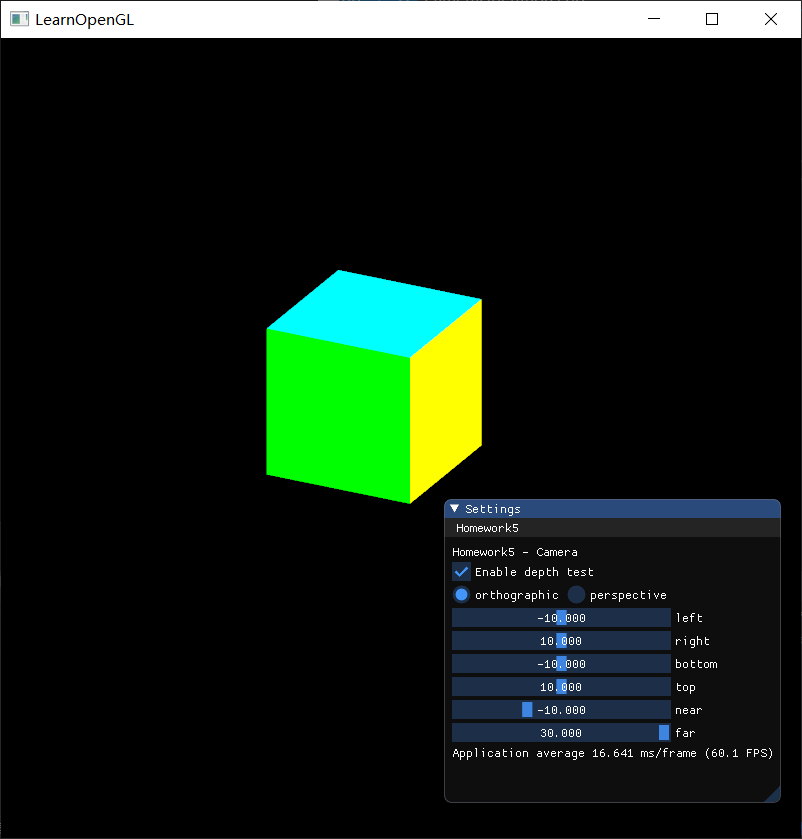 LearnOpenGL
Settings
Homework5
Homework5 - Camera
Enable depth test
orthographic perspective
-10.000 left
10.000 right
-10.000 bottom
10.000 top
-10.000 near
30.000 far
Application average 16.641 ms/frame (60.1 FPS)